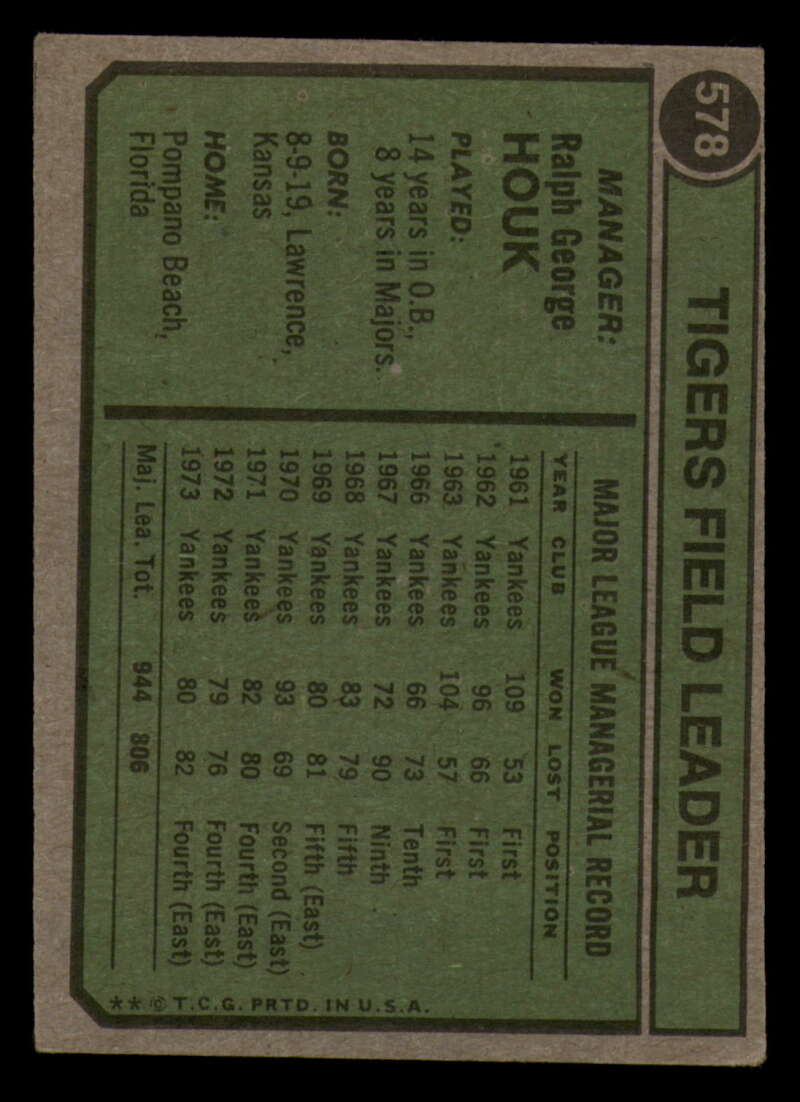 578
TIGERS FIELD LEADER
MANAGER:
Ralph George
HOUK
PLAYED:
14 years in O.B.,
8 years in Majors.
BORN:
8-9-19, Lawrence,
Kansas
HOME:
Pompano Beach,
Florida
MAJOR LEAGUE MANAGERIAL RECORD
YEAR CLUB WON LOST POSITION
1961 Yankees 109 53 First
1962 Yankees 96 66 First
1963 Yankees 104 57 First
1966 Yankees 66 73 Tenth
1967 Yankees 72 90 Ninth
1968 Yankees 83 79 Fifth
1969 Yankees 80 81 Fifth (East)
1970 Yankees 93 69 Second (East)
1971 Yankees 82 80 Fourth (East)
1972 Yankees 79 76 Fourth (East)
1973 Yankees 80 82 Fourth (East)
Maj. Lea. Tot. 944 806
** © T.C.G. PRTD. IN U.S.A.